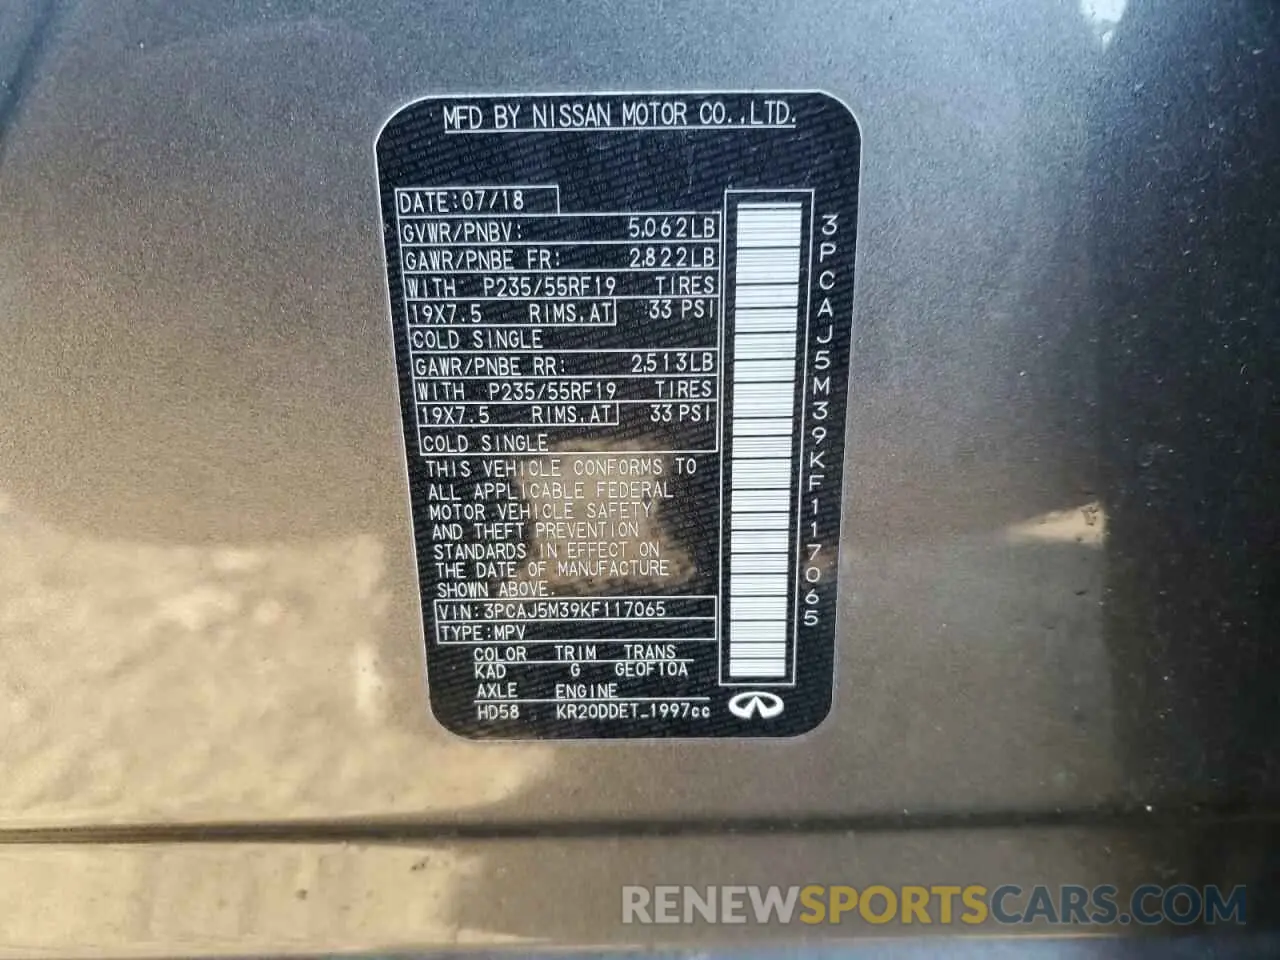 MFD BY NISSAN MOTOR CO.,LTD.
DATE:07/18
GVWR/PNBV: 5,062LB
GAWR/PNBE FR: 2,822LB
WITH P235/55RF19 TIRES
19X7.5 RIMS,AT 33 PSI
COLD SINGLE
GAWR/PNBE RR: 2,513LB
WITH P235/55RF19 TIRES
19X7.5 RIMS,AT 33 PSI
COLD SINGLE
THIS VEHICLE CONFORMS TO
ALL APPLICABLE FEDERAL
MOTOR VEHICLE SAFETY
AND THEFT PREVENTION
STANDARDS IN EFFECT ON
THE DATE OF MANUFACTURE
SHOWN ABOVE.
VIN:3PCAJ5M39KF117065
TYPE:MPV
COLOR TRIM TRANS
KAD G GE0F10A
AXLE ENGINE
HD58 KR20DDET_1997cc
3PCAJ5M39KF117065
RENEWSPORTSCARS.COM